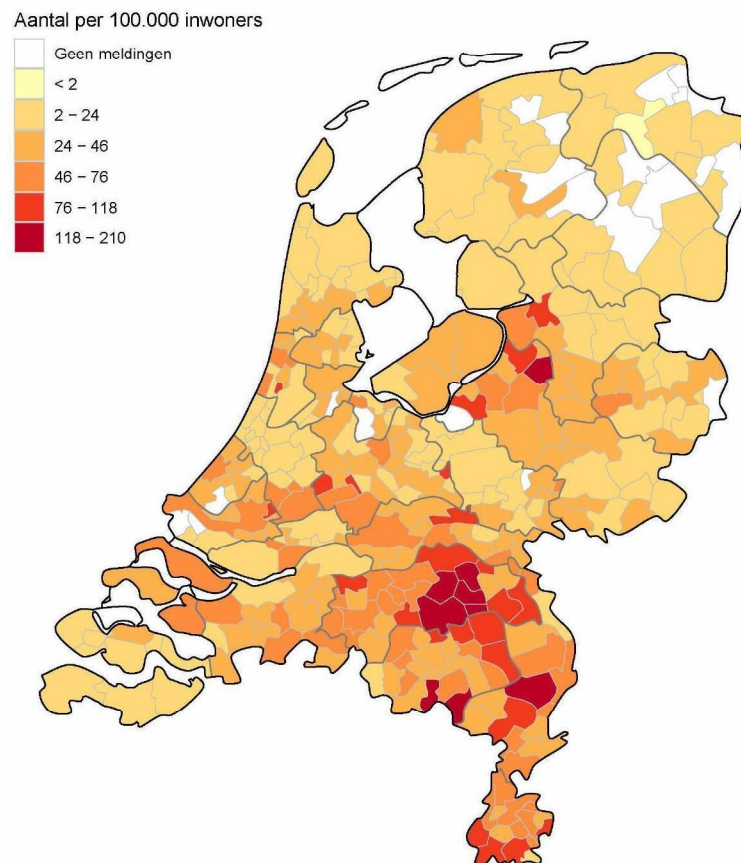 Aantal per 100.000 inwoners
Geen meldingen
< 2
2 – 24
24 – 46
46 – 76
76 – 118
118 – 210